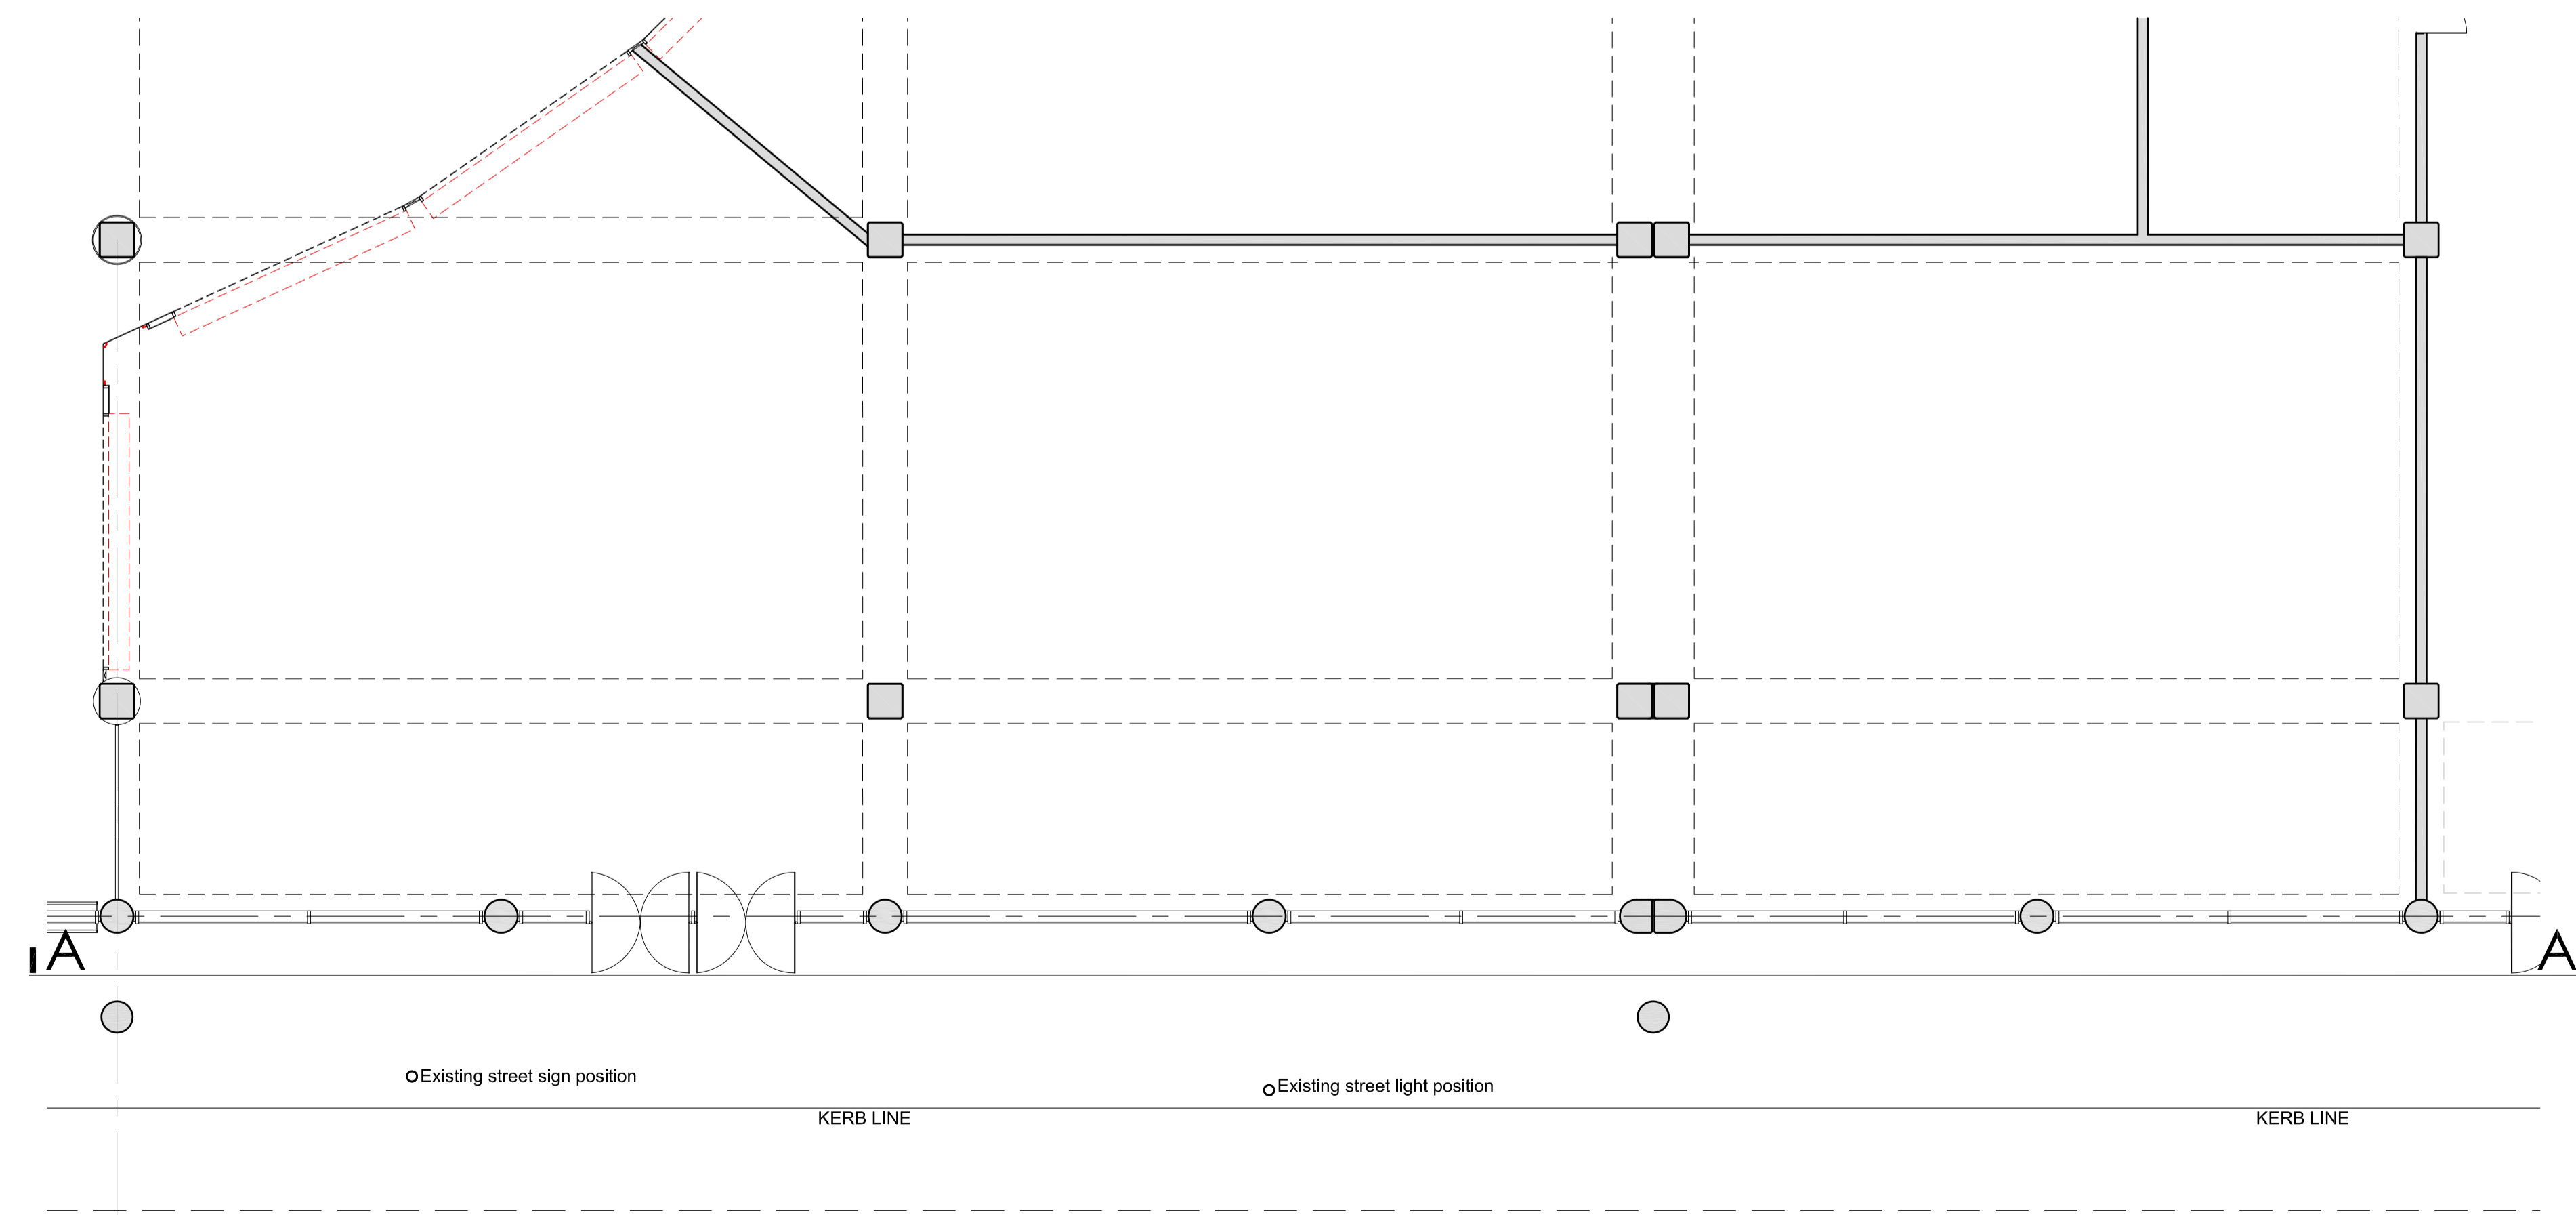 A
A
Existing street sign position
Existing street light position
KERB LINE
KERB LINE